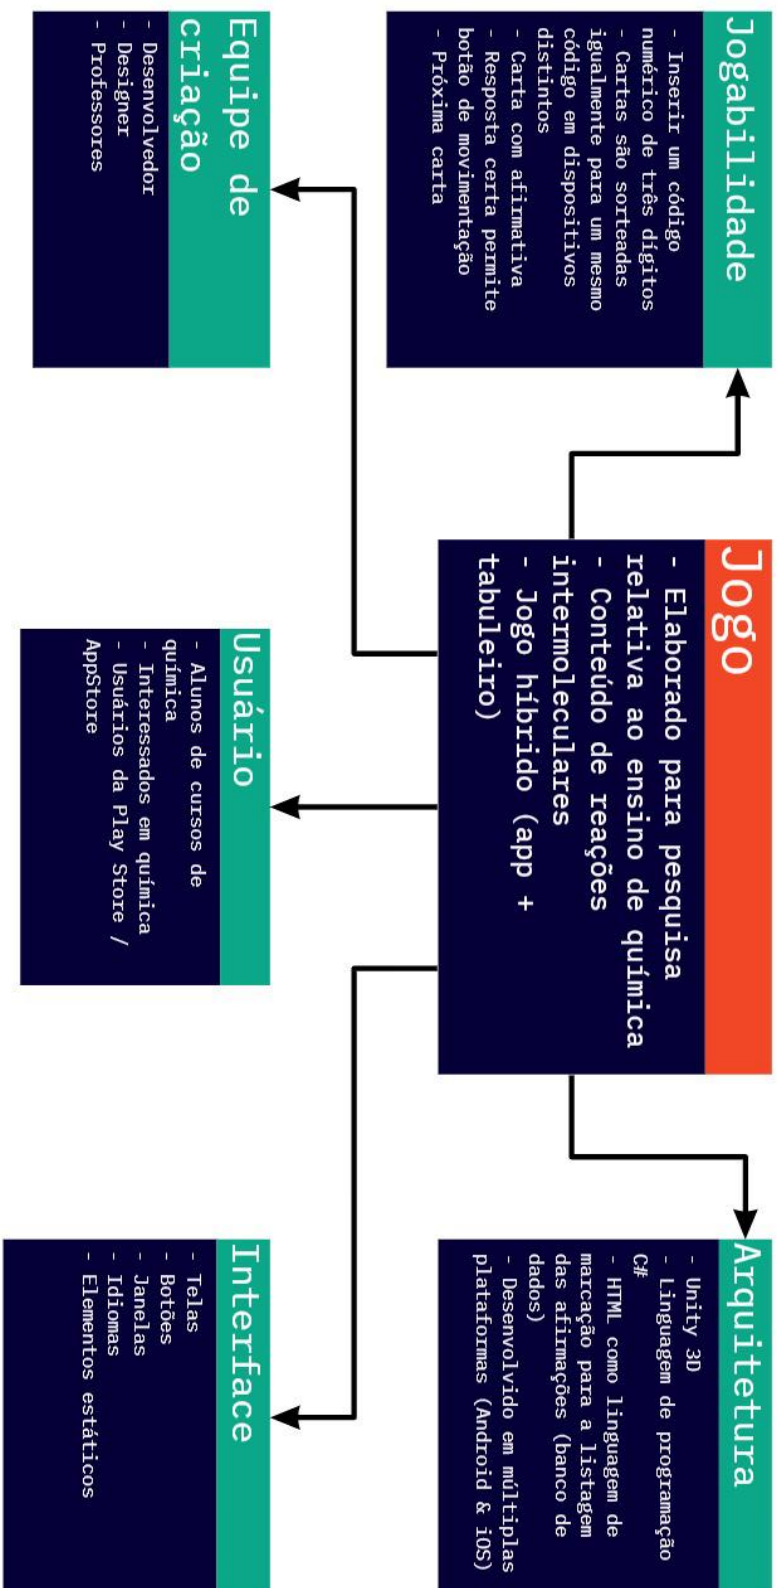 Jogabilidade
- Inserir um código
numérico de três dígitos
- Cartas são sorteadas
igualmente para um mesmo
código em dispositivos
distintos
- Carta com afirmativa
- Resposta certa permite
botão de movimentação
- Próxima carta
Jogo
- Elaborado para pesquisa
relativa ao ensino de química
- Conteúdo de reações
intermoleculares
- Jogo híbrido (app +
tabuleiro)
Arquitetura
- Unity 3D
- Linguagem de programação
C#
- HTML como linguagem de
marcação para a listagem
das afirmações (banco de
dados)
- Desenvolvido em múltiplas
plataformas (Android & iOS)
Equipe de
criação
- Desenvolvedor
- Designer
- Professores
Usuário
- Alunos de cursos de
química
- Interessados em química
- Usuários da Play Store /
AppStore
Interface
- Telas
- Botões
- Janelas
- Idiomas
- Elementos estáticos